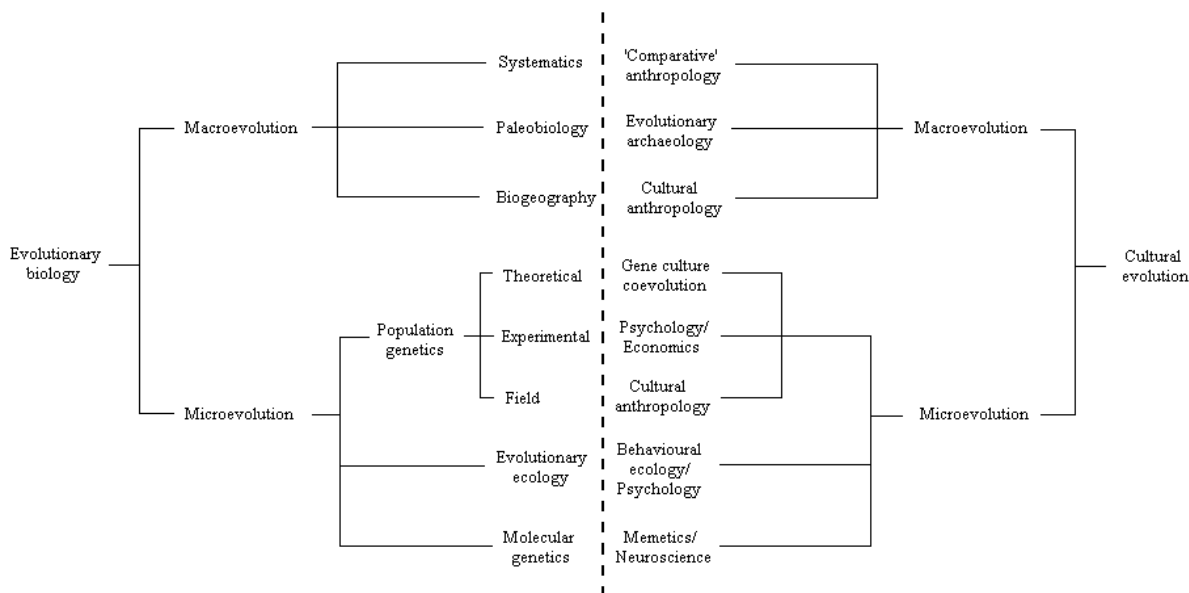 Systematics
'Comparative'
anthropology
Macroevolution
Paleobiology
Evolutionary
archaeology
Macroevolution
Biogeography
Cultural
anthropology
Evolutionary
biology
Theoretical
Gene culture
coevolution
Cultural
evolution
Population
genetics
Experimental
Psychology/
Economics
Microevolution
Field
Cultural
anthropology
Microevolution
Evolutionary
ecology
Behavioural
ecology/
Psychology
Molecular
genetics
Memetics/
Neuroscience